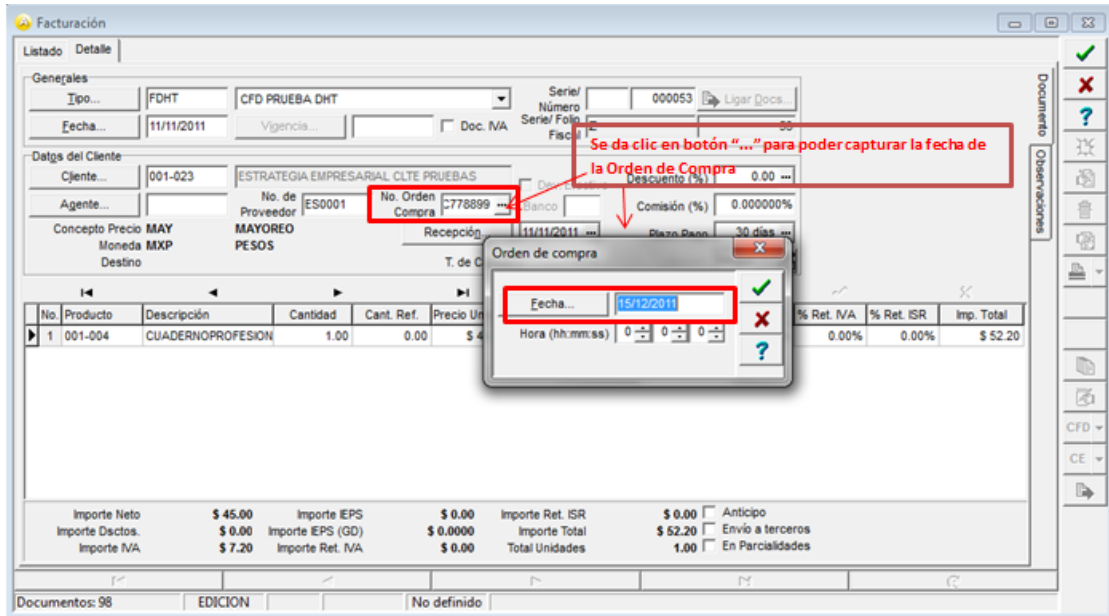 Facturación
Listado Detalle
Generales
Tipo... FDHT CFD PRUEBA DHT Serie/ Número 000053 Ligar Docs...
Fecha... 11/11/2011 Vigencia... Doc. IVA Serie/ Folio Fiscal
Se da clic en botón "..." para poder capturar la fecha de
la Orden de Compra
Datos del Cliente
Cliente... 001-023 ESTRATEGIA EMPRESARIAL CLTE PRUEBAS Descuento (%) 0.00 ...
Agente... No. de Proveedor ES0001 No. Orden Compra C778899 ... Banco Comisión (%) 0.000000%
Concepto Precio MAY MAYOREO Recepción 11/11/2011 ... Plazo Pago 30 días ...
Moneda MXP PESOS
Destino T. de C
Documento
Observaciones
Orden de compra
Fecha... 15/12/2011
Hora (hh:mm:ss) 0 0 0
No. Producto Descripción Cantidad Cant. Ref. Precio Un % Ret. IVA % Ret. ISR Imp. Total
1 001-004 CUADERNOPROFESION 1.00 0.00 $ 4 0.00% 0.00% $ 52.20
CFD
CE
Importe Neto $ 45.00 Importe IEPS $ 0.00 Importe Ret. ISR $ 0.00 Anticipo
Importe Dsctos. $ 0.00 Importe IEPS (GD) $ 0.0000 Importe Total $ 52.20 Envío a terceros
Importe IVA $ 7.20 Importe Ret. IVA $ 0.00 Total Unidades 1.00 En Parcialidades
Documentos: 98 EDICION No definido